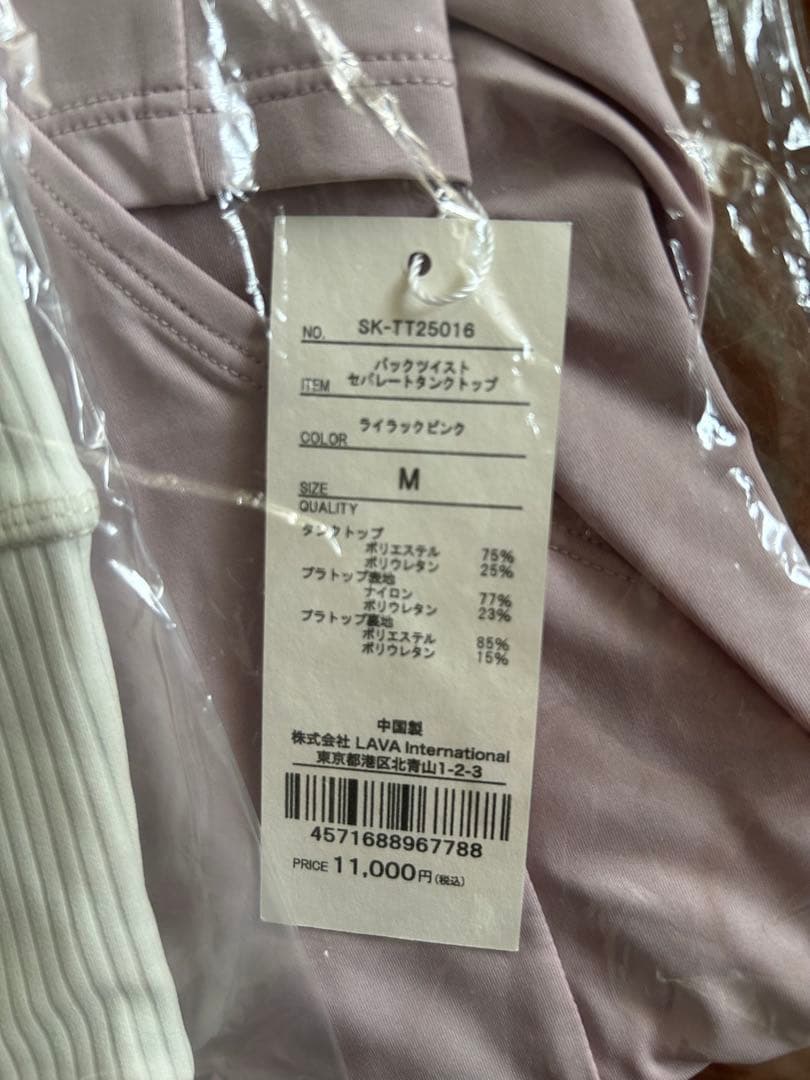 NO. SK-TT25016
バックツイスト
ITEM セパレートタンクトップ
COLOR ライラックピンク
SIZE M
QUALITY
タンクトップ
ポリエステル 75%
ポリウレタン 25%
ブラトップ表地
ナイロン 77%
ポリウレタン 23%
ブラトップ裏地
ポリエステル 85%
ポリウレタン 15%
中国製
株式会社 LAVA International
東京都港区北青山1-2-3
4571688967788
PRICE 11,000円(税込)